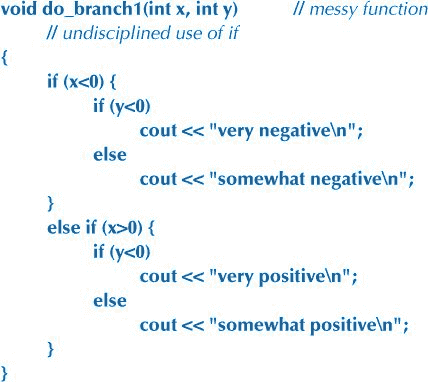 void do_branch1(int x, int y) // messy function
// undisciplined use of if
{
if (x<0) {
if (y<0)
cout << "very negative\n";
else
cout << "somewhat negative\n";
}
else if (x>0) {
if (y<0)
cout << "very positive\n";
else
cout << "somewhat positive\n";
}
}